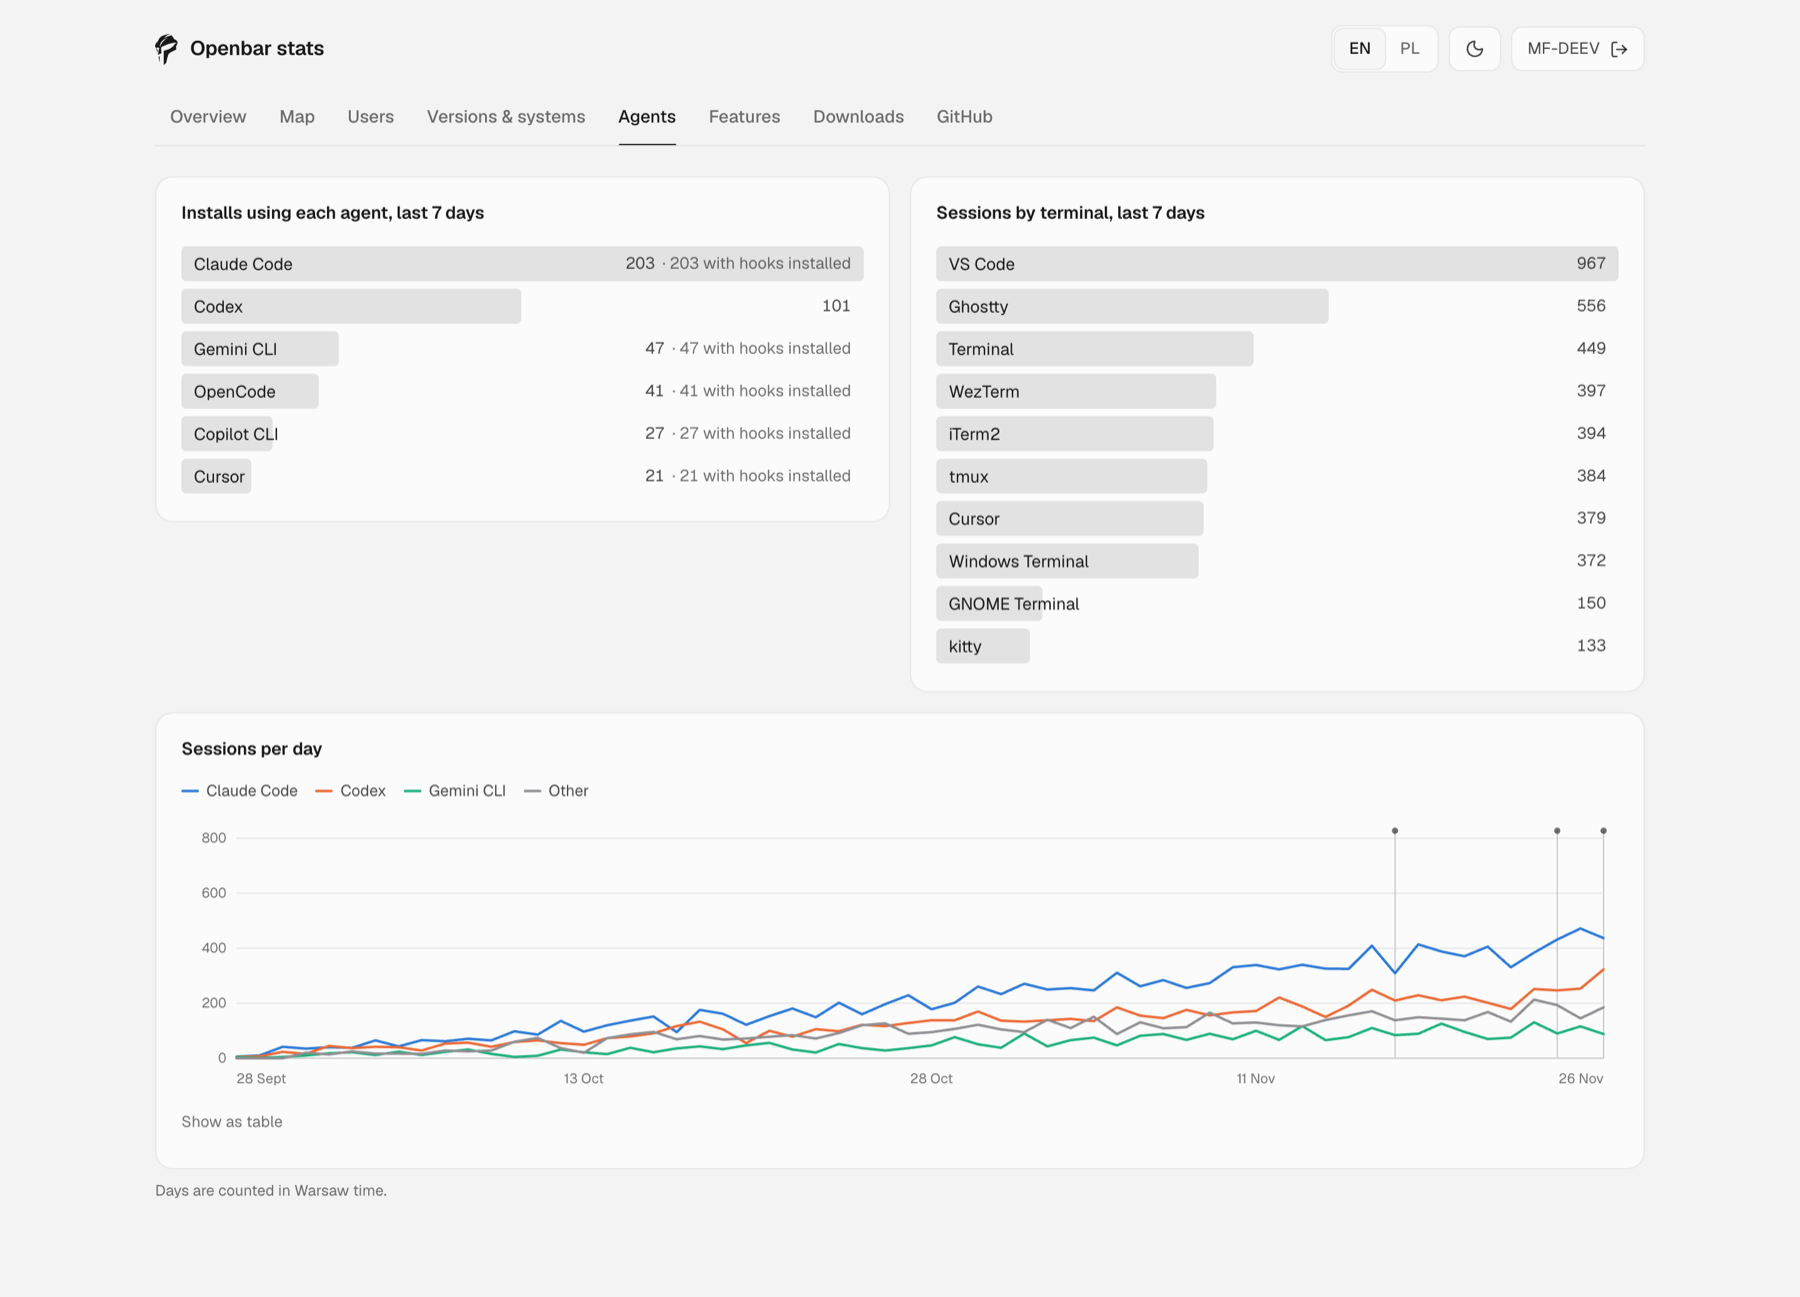 Openbar stats
EN PL MF-DEEV
Overview Map Users Versions & systems Agents Features Downloads GitHub
Installs using each agent, last 7 days
Claude Code 203 · 203 with hooks installed
Codex 101
Gemini CLI 47 · 47 with hooks installed
OpenCode 41 · 41 with hooks installed
Copilot CLI 27 · 27 with hooks installed
Cursor 21 · 21 with hooks installed
Sessions by terminal, last 7 days
VS Code 967
Ghostty 556
Terminal 449
WezTerm 397
iTerm2 394
tmux 384
Cursor 379
Windows Terminal 372
GNOME Terminal 150
kitty 133
Sessions per day
Claude Code Codex Gemini CLI Other
800
600
400
200
0
28 Sept 13 Oct 28 Oct 11 Nov 26 Nov
Show as table
Days are counted in Warsaw time.